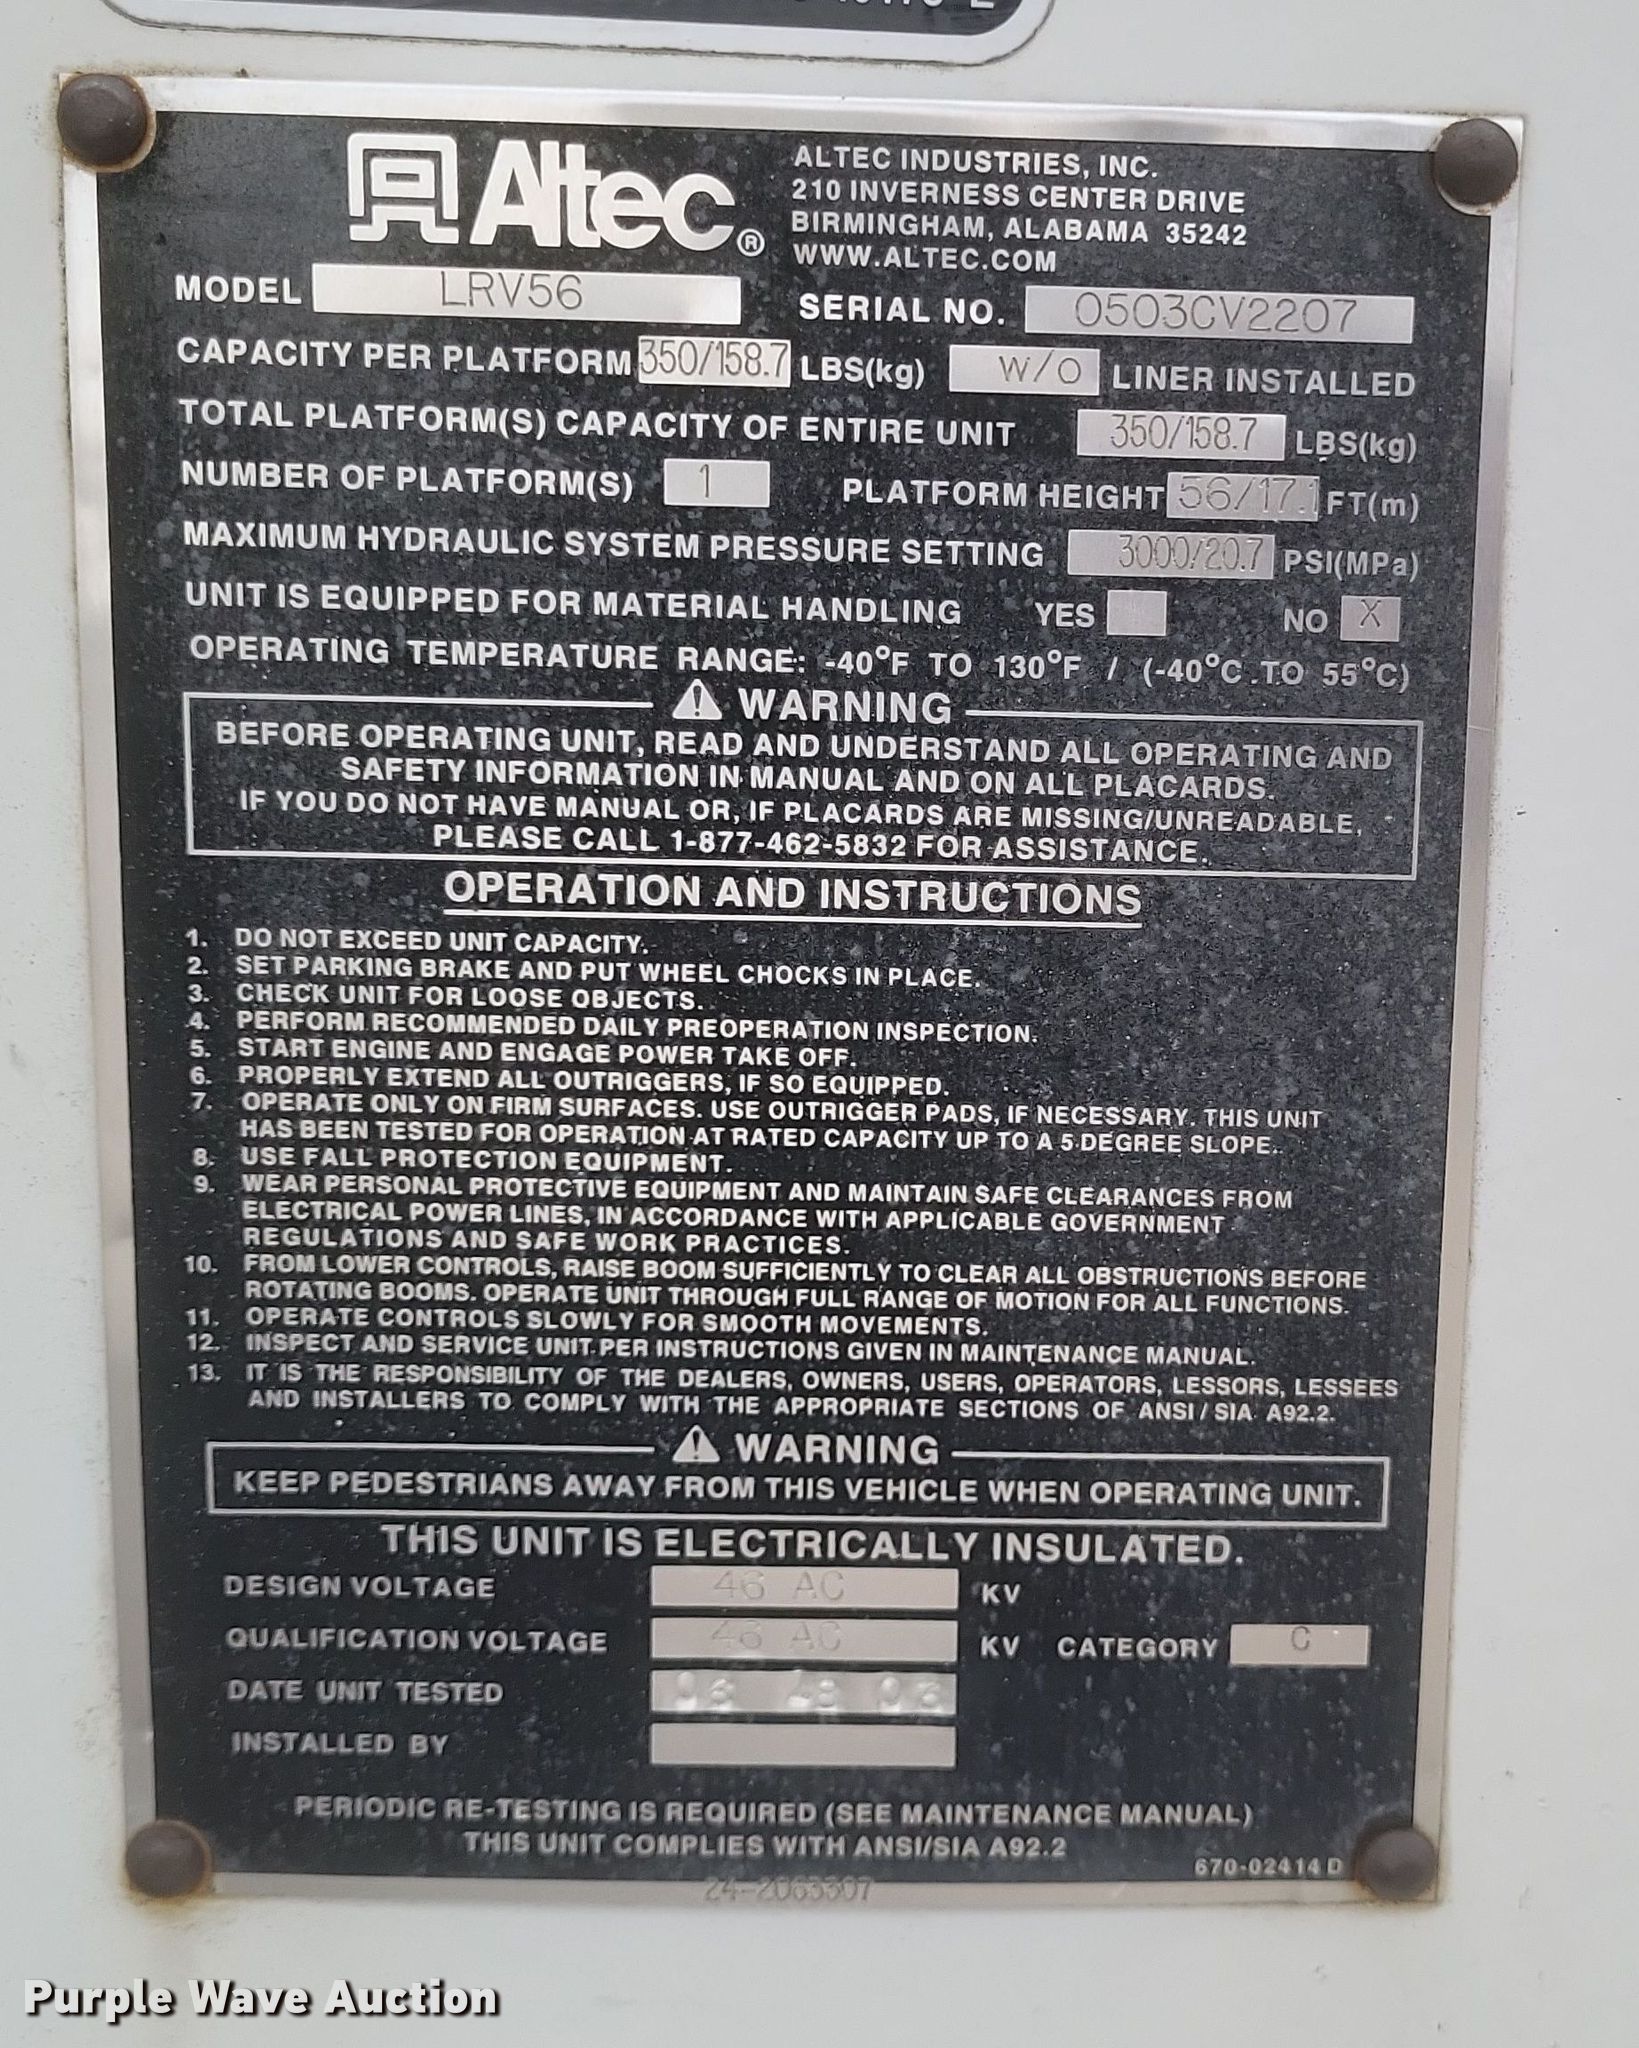 Altec®
ALTEC INDUSTRIES, INC.
210 INVERNESS CENTER DRIVE
BIRMINGHAM, ALABAMA 35242
WWW.ALTEC.COM
MODEL LRV56 SERIAL NO. 0503CV2207
CAPACITY PER PLATFORM 350/158.7 LBS(kg) W/O LINER INSTALLED
TOTAL PLATFORM(S) CAPACITY OF ENTIRE UNIT 350/158.7 LBS(kg)
NUMBER OF PLATFORM(S) 1 PLATFORM HEIGHT 56/17.1 FT(m)
MAXIMUM HYDRAULIC SYSTEM PRESSURE SETTING 3000/20.7 PSI(MPa)
UNIT IS EQUIPPED FOR MATERIAL HANDLING YES NO X
OPERATING TEMPERATURE RANGE: -40°F TO 130°F / (-40°C TO 55°C)
⚠ WARNING
BEFORE OPERATING UNIT, READ AND UNDERSTAND ALL OPERATING AND
SAFETY INFORMATION IN MANUAL AND ON ALL PLACARDS.
IF YOU DO NOT HAVE MANUAL OR, IF PLACARDS ARE MISSING/UNREADABLE,
PLEASE CALL 1-877-462-5832 FOR ASSISTANCE.
OPERATION AND INSTRUCTIONS
1. DO NOT EXCEED UNIT CAPACITY.
2. SET PARKING BRAKE AND PUT WHEEL CHOCKS IN PLACE.
3. CHECK UNIT FOR LOOSE OBJECTS.
4. PERFORM RECOMMENDED DAILY PREOPERATION INSPECTION.
5. START ENGINE AND ENGAGE POWER TAKE OFF.
6. PROPERLY EXTEND ALL OUTRIGGERS, IF SO EQUIPPED.
7. OPERATE ONLY ON FIRM SURFACES. USE OUTRIGGER PADS, IF NECESSARY. THIS UNIT
HAS BEEN TESTED FOR OPERATION AT RATED CAPACITY UP TO A 5 DEGREE SLOPE.
8. USE FALL PROTECTION EQUIPMENT.
9. WEAR PERSONAL PROTECTIVE EQUIPMENT AND MAINTAIN SAFE CLEARANCES FROM
ELECTRICAL POWER LINES, IN ACCORDANCE WITH APPLICABLE GOVERNMENT
REGULATIONS AND SAFE WORK PRACTICES.
10. FROM LOWER CONTROLS, RAISE BOOM SUFFICIENTLY TO CLEAR ALL OBSTRUCTIONS BEFORE
ROTATING BOOMS. OPERATE UNIT THROUGH FULL RANGE OF MOTION FOR ALL FUNCTIONS.
11. OPERATE CONTROLS SLOWLY FOR SMOOTH MOVEMENTS.
12. INSPECT AND SERVICE UNIT PER INSTRUCTIONS GIVEN IN MAINTENANCE MANUAL.
13. IT IS THE RESPONSIBILITY OF THE DEALERS, OWNERS, USERS, OPERATORS, LESSORS, LESSEES
AND INSTALLERS TO COMPLY WITH THE APPROPRIATE SECTIONS OF ANSI/SIA A92.2.
⚠ WARNING
KEEP PEDESTRIANS AWAY FROM THIS VEHICLE WHEN OPERATING UNIT.
THIS UNIT IS ELECTRICALLY INSULATED.
DESIGN VOLTAGE 46 AC KV
QUALIFICATION VOLTAGE 46 AC KV CATEGORY C
DATE UNIT TESTED
INSTALLED BY
PERIODIC RE-TESTING IS REQUIRED (SEE MAINTENANCE MANUAL)
THIS UNIT COMPLIES WITH ANSI/SIA A92.2
670-02414 D
Purple Wave Auction